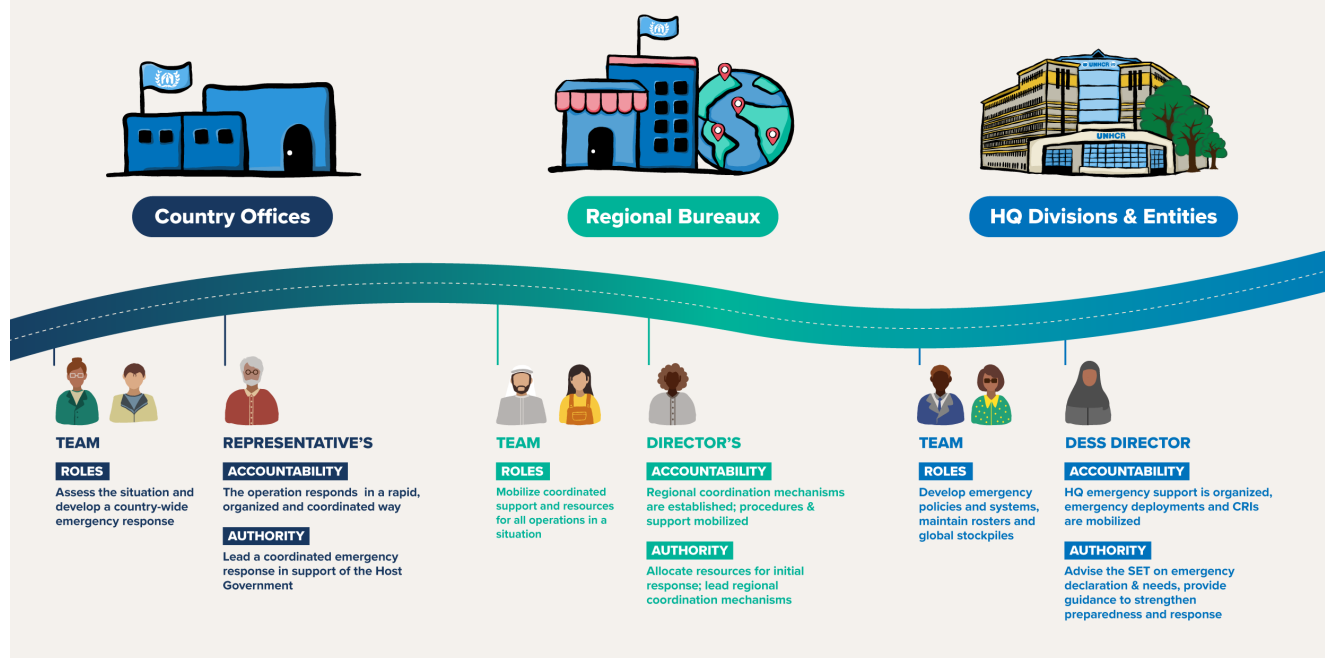 UNHCR
UNHCR
Country Offices
Regional Bureaux
HQ Divisions & Entities
TEAM
ROLES
Assess the situation and
develop a country-wide
emergency response
REPRESENTATIVE'S
ACCOUNTABILITY
The operation responds in a rapid,
organized and coordinated way
AUTHORITY
Lead a coordinated emergency
response in support of the Host
Government
TEAM
ROLES
Mobilize coordinated
support and resources
for all operations in a
situation
DIRECTOR'S
ACCOUNTABILITY
Regional coordination mechanisms
are established; procedures &
support mobilized
AUTHORITY
Allocate resources for initial
response; lead regional
coordination mechanisms
TEAM
ROLES
Develop emergency
policies and systems,
maintain rosters and
global stockpiles
DESS DIRECTOR
ACCOUNTABILITY
HQ emergency support is organized,
emergency deployments and CRIs
are mobilized
AUTHORITY
Advise the SET on emergency
declaration & needs, provide
guidance to strengthen
preparedness and response